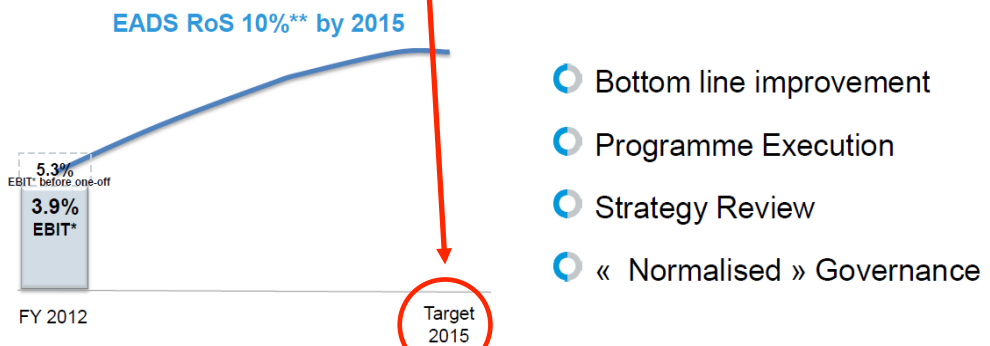 EADS RoS 10%** by 2015
5.3%
EBIT* before one-off
3.9%
EBIT*
FY 2012
Target
2015
Bottom line improvement
Programme Execution
Strategy Review
« Normalised » Governance